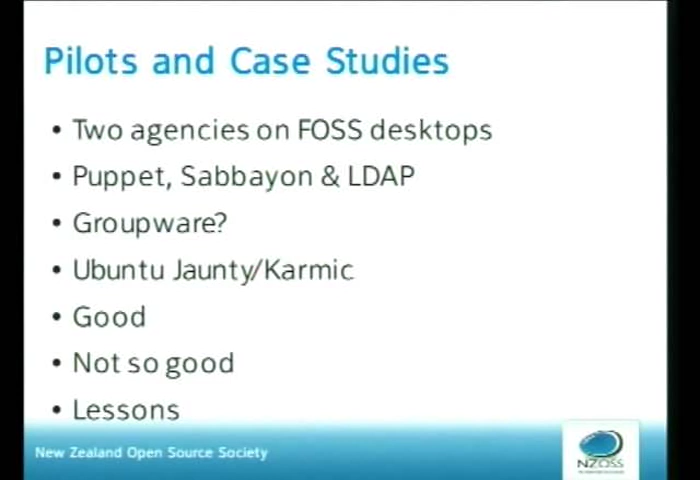 Pilots and Case Studies
• Two agencies on FOSS desktops
• Puppet, Sabbayon & LDAP
• Groupware?
• Ubuntu Jaunty/Karmic
• Good
• Not so good
• Lessons
New Zealand Open Source Society
NZOSS